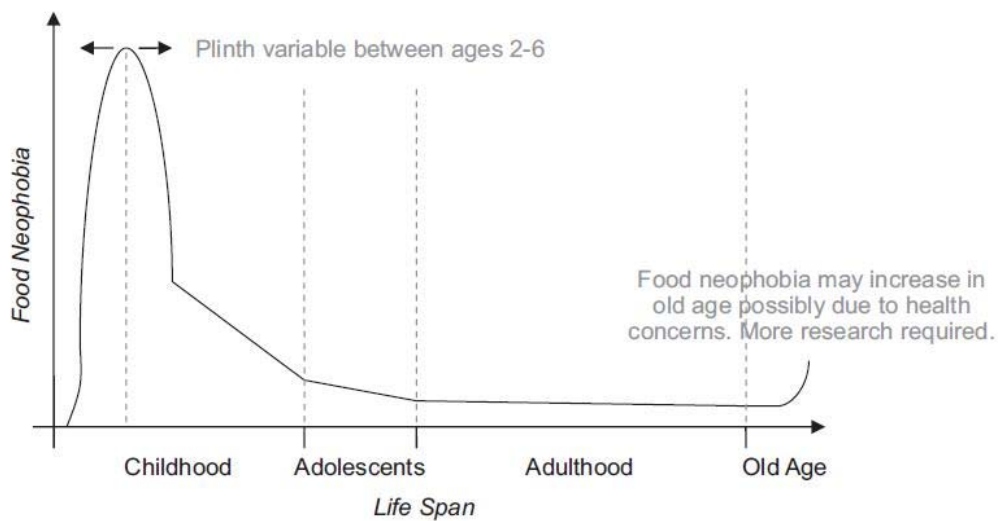 Plinth variable between ages 2-6
Food Neophobia
Food neophobia may increase in
old age possibly due to health
concerns. More research required.
Childhood
Adolescents
Adulthood
Old Age
Life Span